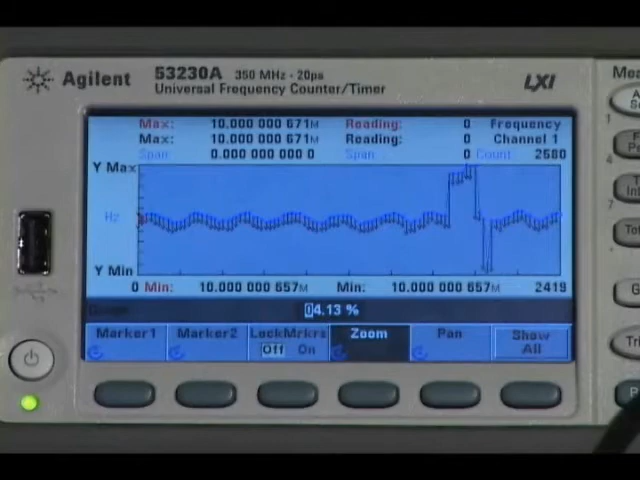 Agilent 53230A 350 MHz · 20ps LXI
Universal Frequency Counter/Timer
Max: 10.000 000 671M Reading: 0 Frequency
Max: 10.000 000 671M Reading: 0 Channel 1
Span: 0.000 000 000 0 Span: 0 Count: 2580
Y Max
Hz
Y Min
0 Min: 10.000 000 657M Min: 10.000 000 657M 2419
04.13 %
Marker1 Marker2 LockMrkrs Zoom Pan Show All
Off On
1
4
7